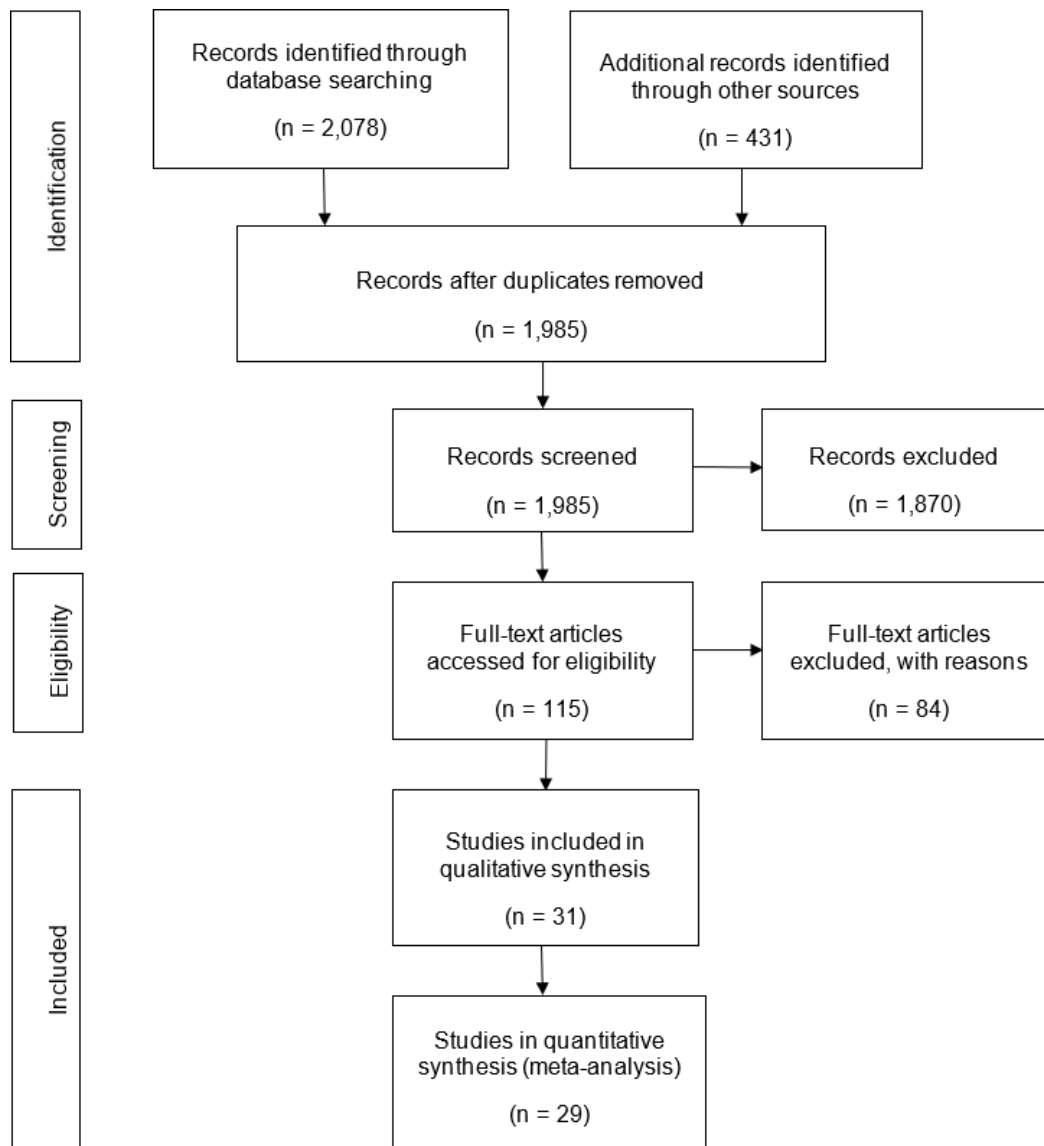 Identification
Records identified through
database searching
(n = 2,078)
Additional records identified
through other sources
(n = 431)
Records after duplicates removed
(n = 1,985)
Screening
Records screened
(n = 1,985)
Records excluded
(n = 1,870)
Eligibility
Full-text articles
accessed for eligibility
(n = 115)
Full-text articles
excluded, with reasons
(n = 84)
Included
Studies included in
qualitative synthesis
(n = 31)
Studies in quantitative
synthesis (meta-analysis)
(n = 29)